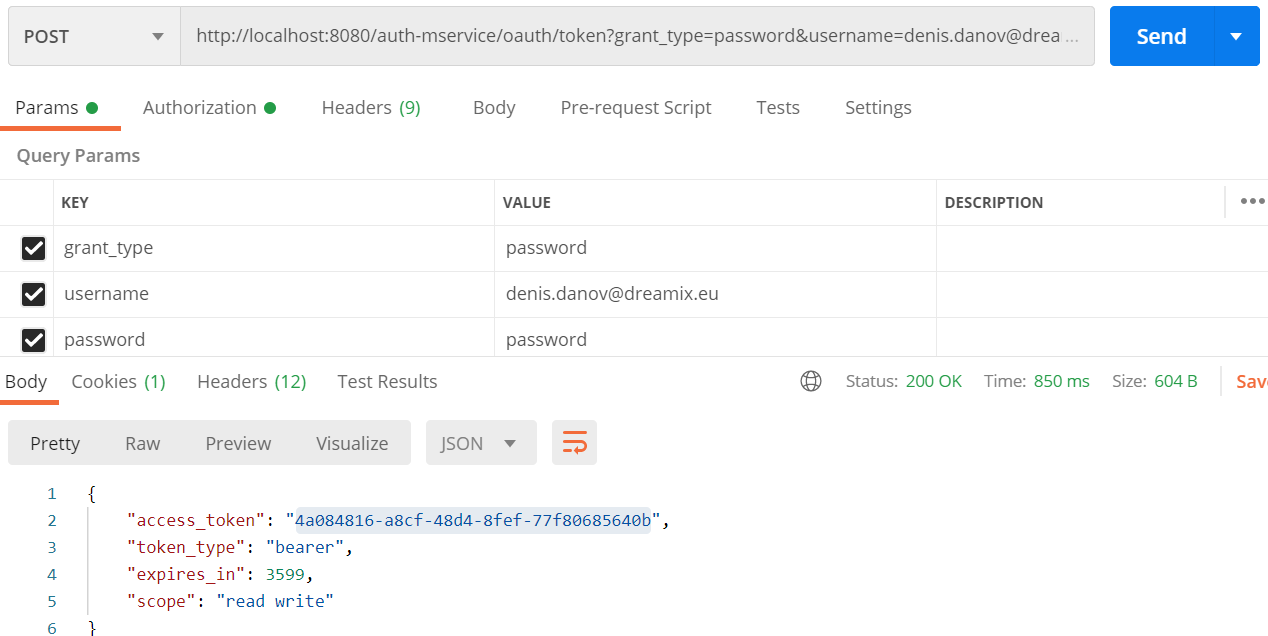 POST http://localhost:8080/auth-mservice/oauth/token?grant_type=password&username=denis.danov@drea ... Send
Params Authorization Headers (9) Body Pre-request Script Tests Settings
Query Params
KEY VALUE DESCRIPTION
grant_type password
username denis.danov@dreamix.eu
password password
Body Cookies (1) Headers (12) Test Results Status: 200 OK Time: 850 ms Size: 604 B Sav
Pretty Raw Preview Visualize JSON
1 {
2 "access_token": "4a084816-a8cf-48d4-8fef-77f80685640b",
3 "token_type": "bearer",
4 "expires_in": 3599,
5 "scope": "read write"
6 }